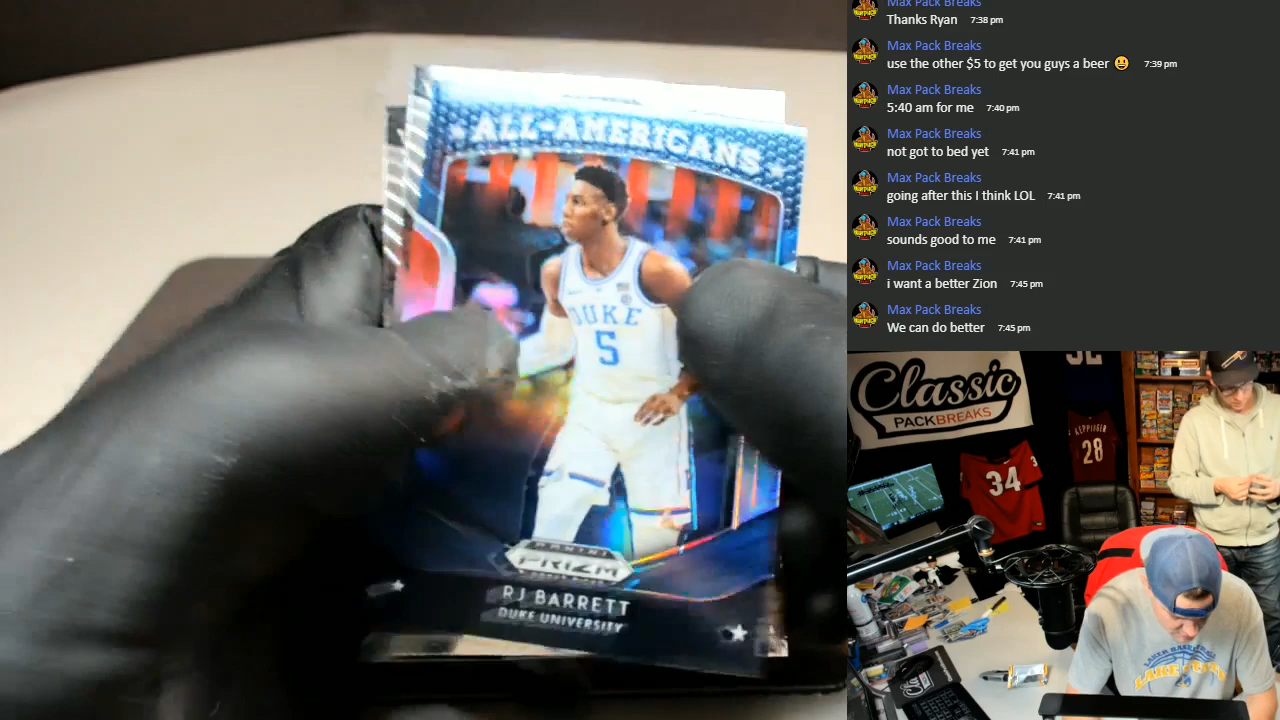 ALL-AMERICANS
DUKE
5
PANINI
PRIZM
RJ BARRETT
DUKE UNIVERSITY
Max Pack Breaks
Thanks Ryan 7:38 pm
Max Pack Breaks
use the other $5 to get you guys a beer 😀 7:39 pm
Max Pack Breaks
5:40 am for me 7:40 pm
Max Pack Breaks
not got to bed yet 7:41 pm
Max Pack Breaks
going after this I think LOL 7:41 pm
Max Pack Breaks
sounds good to me 7:41 pm
Max Pack Breaks
i want a better Zion 7:45 pm
Max Pack Breaks
We can do better 7:45 pm
Classic
PACKBREAKS
34
KEPPINGER
28